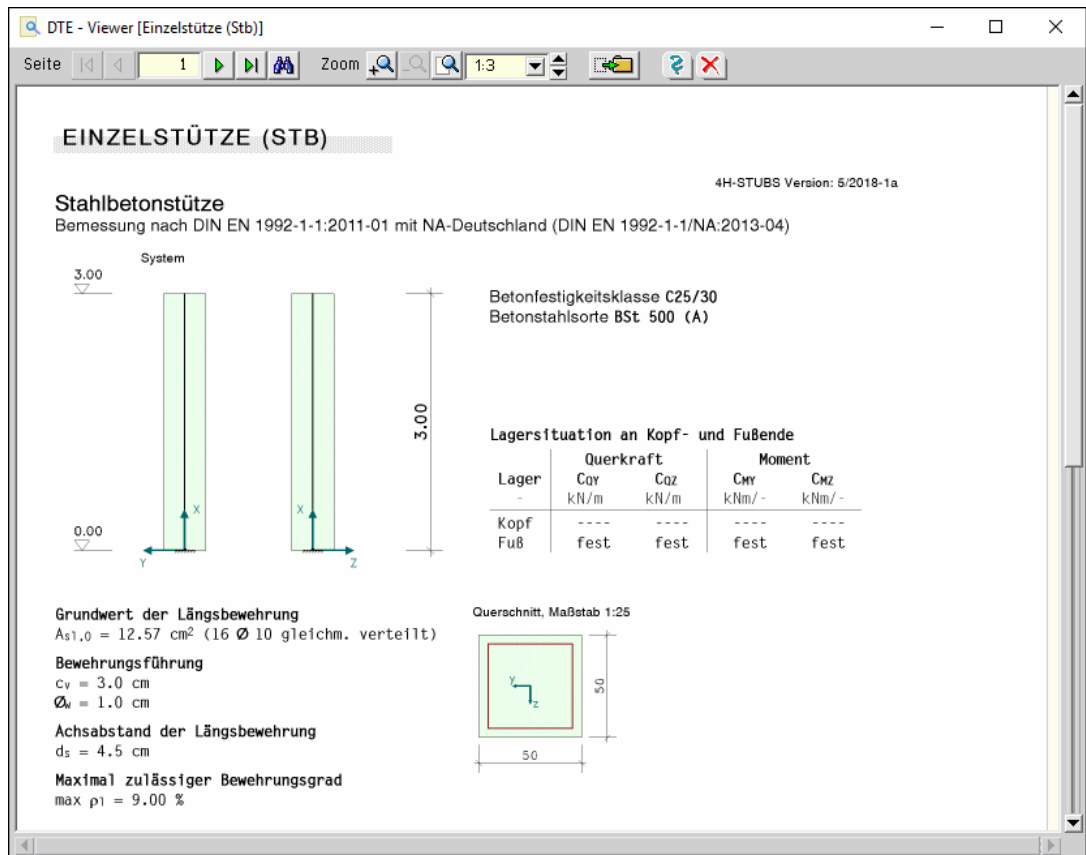 DTE - Viewer [Einzelstütze (Stb)]
Seite 1 Zoom 1:3
EINZELSTÜTZE (STB)
4H-STUBS Version: 5/2018-1a
Stahlbetonstütze
Bemessung nach DIN EN 1992-1-1:2011-01 mit NA-Deutschland (DIN EN 1992-1-1/NA:2013-04)
System
3.00
Betonfestigkeitsklasse C25/30
Betonstahlsorte BSt 500 (A)
3.00
Lagersituation an Kopf- und Fußende
Querkraft Moment
Lager CQY CQZ CMY CMZ
- kN/m kN/m kNm/- kNm/-
Kopf ---- ---- ---- ----
Fuß fest fest fest fest
X X
0.00
Y Z
Grundwert der Längsbewehrung
As1,0 = 12.57 cm² (16 Ø 10 gleichm. verteilt)
Bewehrungsführung
cv = 3.0 cm
Øw = 1.0 cm
Achsabstand der Längsbewehrung
ds = 4.5 cm
Maximal zulässiger Bewehrungsgrad
max ρl = 9.00 %
Querschnitt, Maßstab 1:25
Y
Z
50
50